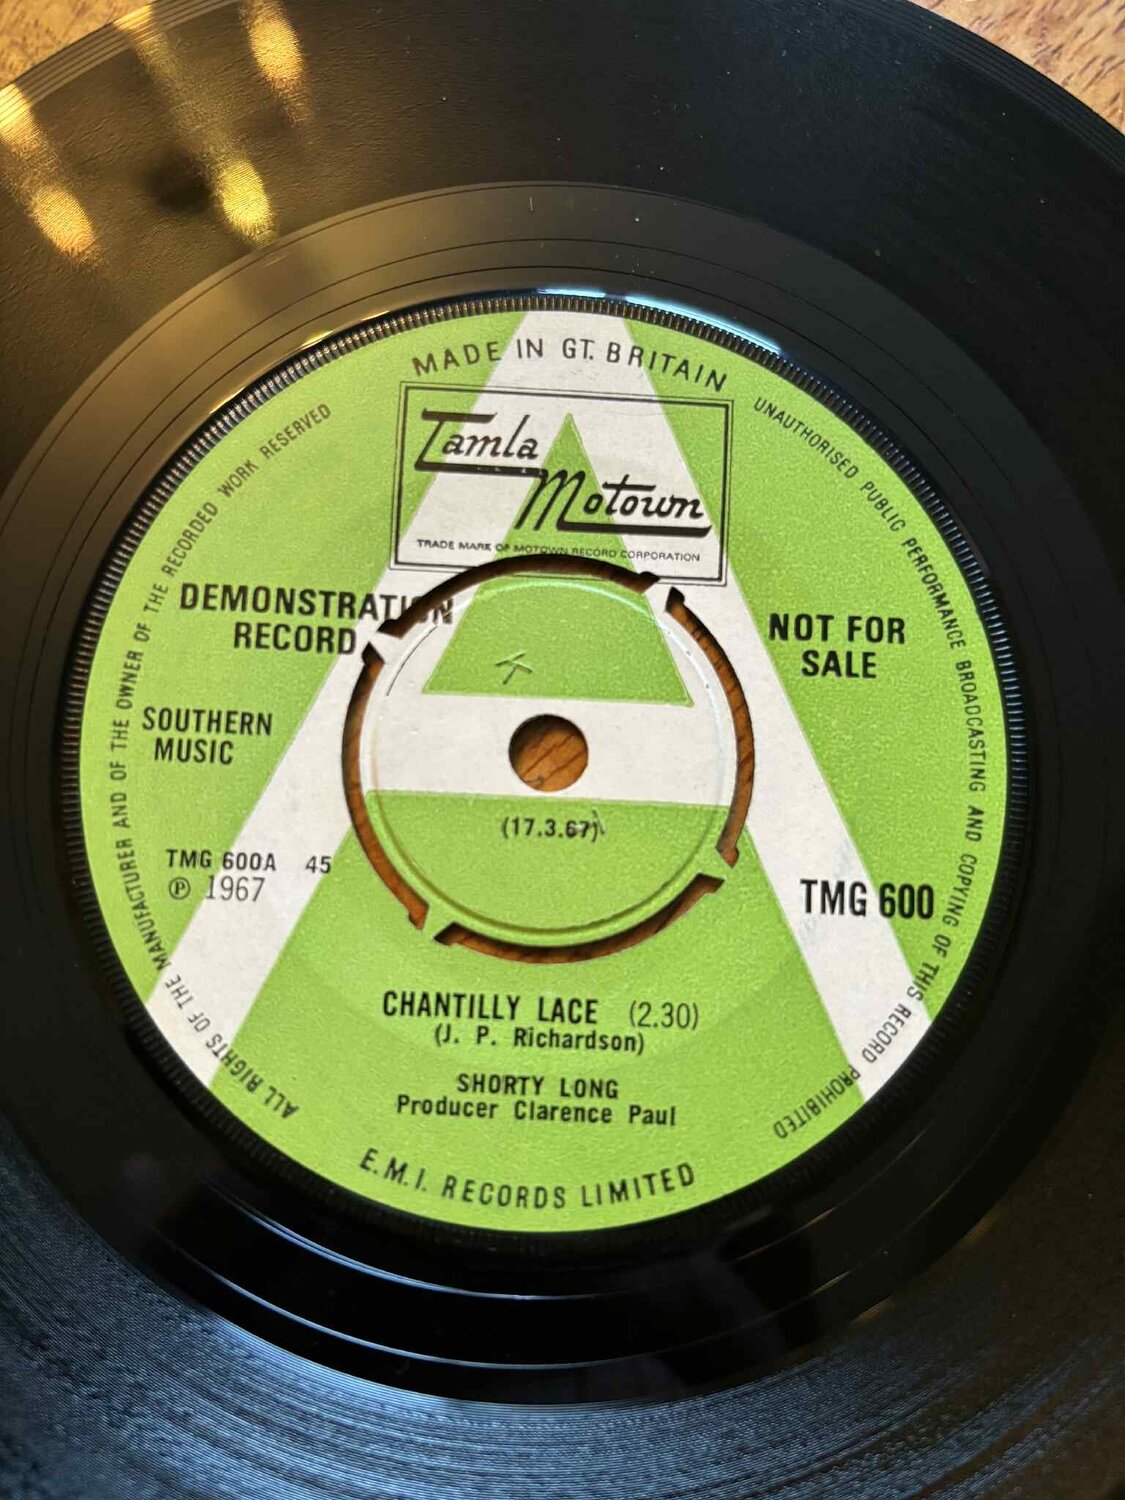 MADE IN GT. BRITAIN
Tamla
Motown
TRADE MARK OF MOTOWN RECORD CORPORATION
DEMONSTRATION
RECORD
NOT FOR
SALE
SOUTHERN
MUSIC
(17.3.67)
TMG 600A 45
℗ 1967
TMG 600
CHANTILLY LACE (2.30)
(J. P. Richardson)
SHORTY LONG
Producer Clarence Paul
E.M.I. RECORDS LIMITED
ALL RIGHTS OF THE MANUFACTURER AND OF THE OWNER OF THE RECORDED WORK RESERVED
UNAUTHORISED PUBLIC PERFORMANCE BROADCASTING AND COPYING OF THIS RECORD PROHIBITED